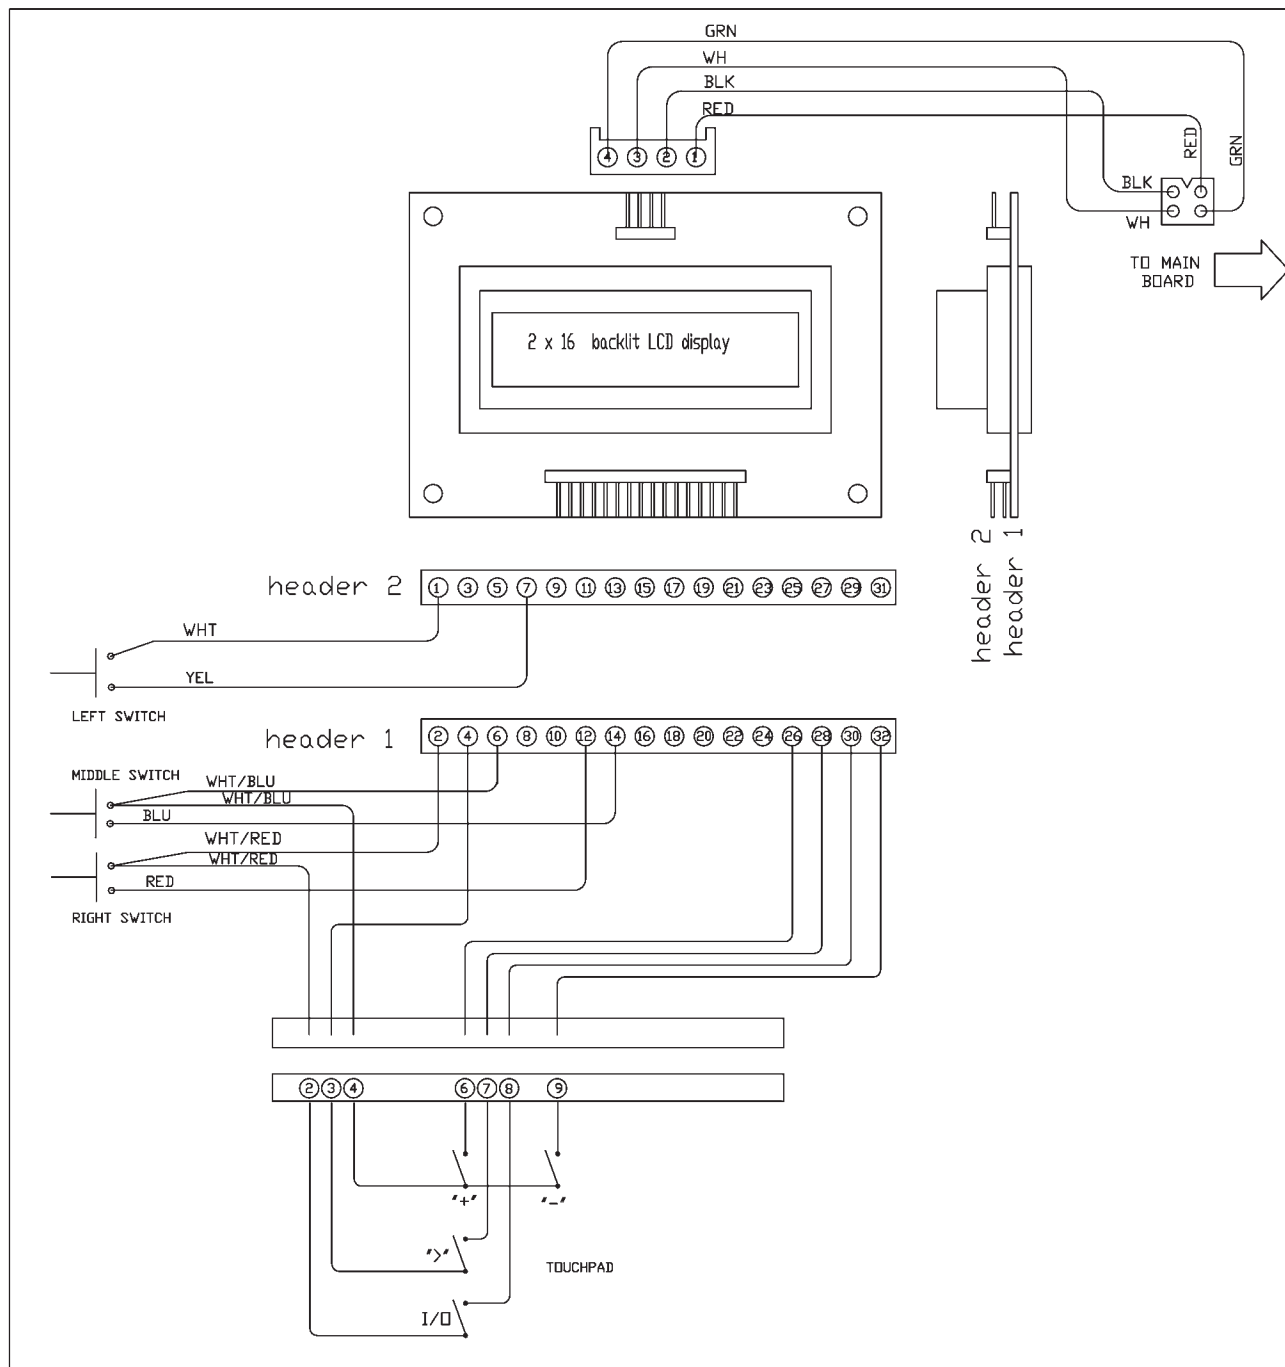 GRN
WH
BLK
RED
4 3 2 1
RED
GRN
BLK
WH
TO MAIN
BOARD
2 x 16 backlit LCD display
header 2
header 1
header 2 1 3 5 7 9 11 13 15 17 19 21 23 25 27 29 31
WHT
YEL
LEFT SWITCH
header 1 2 4 6 8 10 12 14 16 18 20 22 24 26 28 30 32
MIDDLE SWITCH
WHT/BLU
WHT/BLU
BLU
WHT/RED
WHT/RED
RED
RIGHT SWITCH
2 3 4 6 7 8 9
"+" "-"
">"
TOUCHPAD
I/O